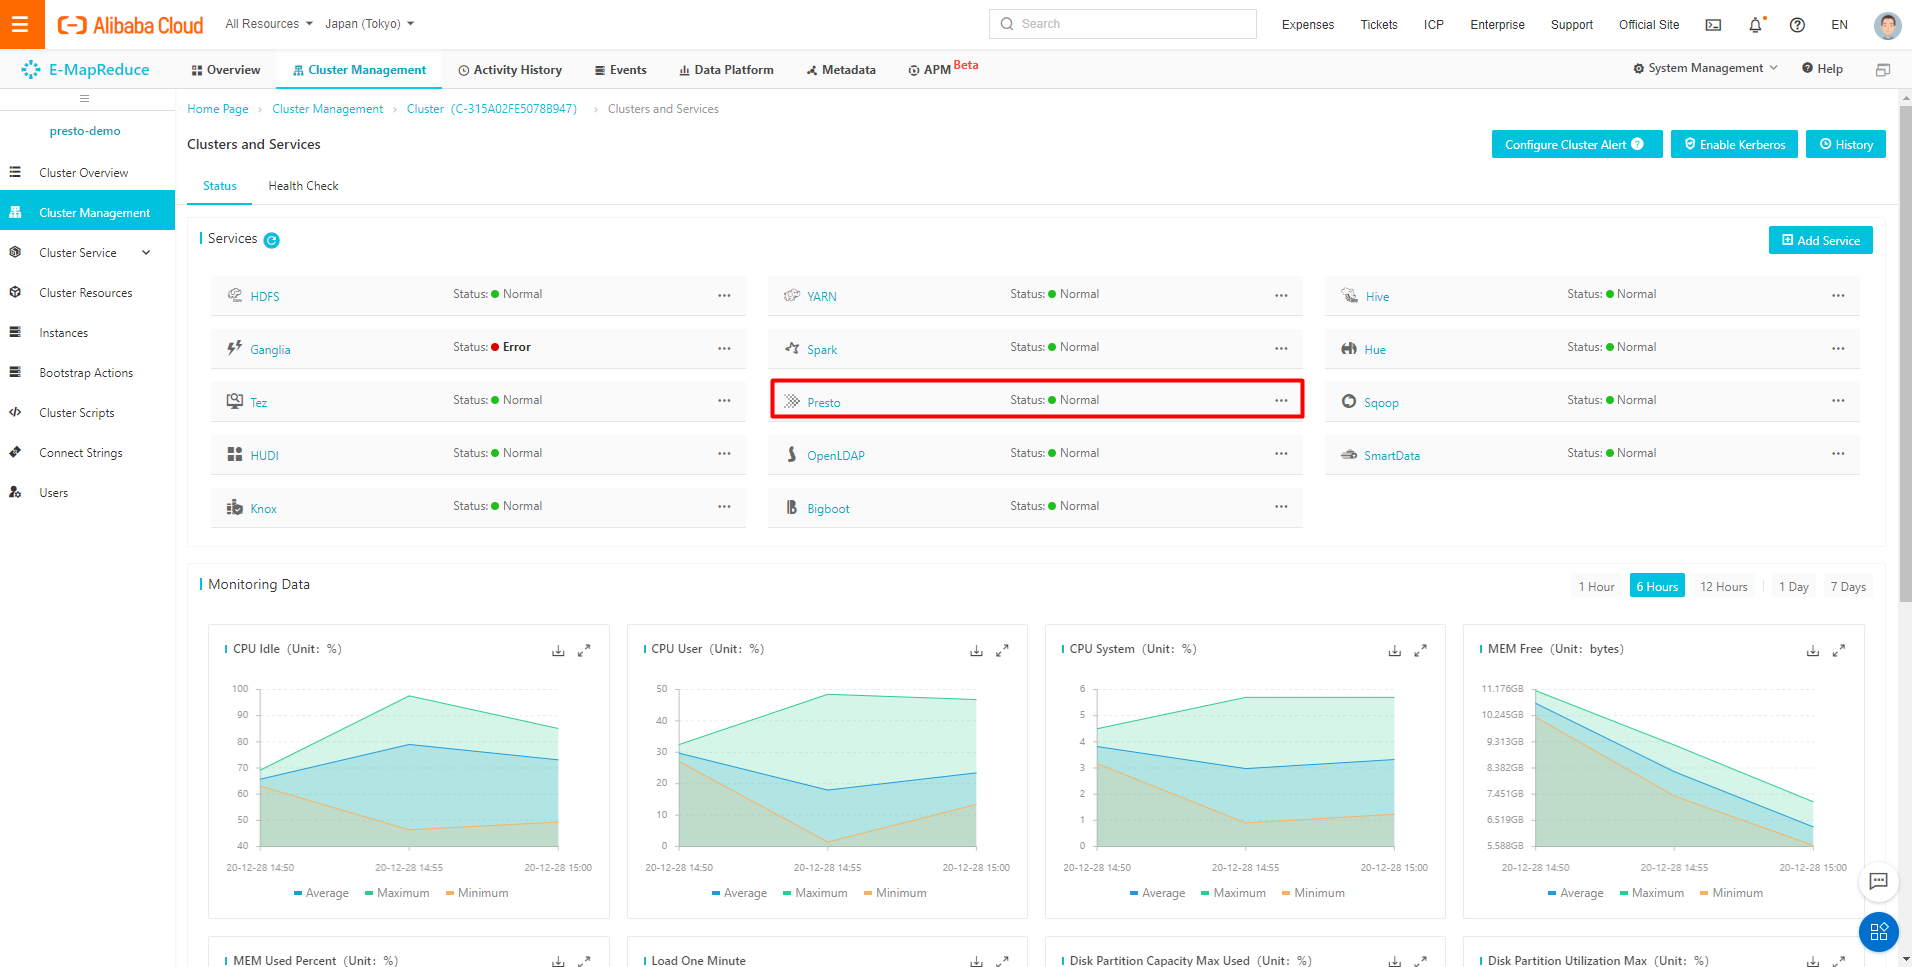 Alibaba Cloud All Resources Japan (Tokyo) Search Expenses Tickets ICP Enterprise Support Official Site EN
E-MapReduce Overview Cluster Management Activity History Events Data Platform Metadata APM Beta System Management Help
Home Page › Cluster Management › Cluster (C-315A02FE5078B947) › Clusters and Services
presto-demo
Cluster Overview
Cluster Management
Cluster Service
Cluster Resources
Instances
Bootstrap Actions
Cluster Scripts
Connect Strings
Users
Clusters and Services Configure Cluster Alert ? Enable Kerberos History
Status Health Check
Services Add Service
HDFS Status: Normal ··· YARN Status: Normal ··· Hive Status: Normal ···
Ganglia Status: Error ··· Spark Status: Normal ··· Hue Status: Normal ···
Tez Status: Normal ··· Presto Status: Normal ··· Sqoop Status: Normal ···
HUDI Status: Normal ··· OpenLDAP Status: Normal ··· SmartData Status: Normal ···
Knox Status: Normal ··· Bigboot Status: Normal ···
Monitoring Data 1 Hour 6 Hours 12 Hours 1 Day 7 Days
CPU Idle (Unit: %)
100
90
80
70
60
50
40
20-12-28 14:50 20-12-28 14:55 20-12-28 15:00
Average Maximum Minimum
CPU User (Unit: %)
50
40
30
20
10
0
20-12-28 14:50 20-12-28 14:55 20-12-28 15:00
Average Maximum Minimum
CPU System (Unit: %)
6
5
4
3
2
1
0
20-12-28 14:50 20-12-28 14:55 20-12-28 15:00
Average Maximum Minimum
MEM Free (Unit: bytes)
11.176GB
10.245GB
9.313GB
8.382GB
7.451GB
6.519GB
5.588GB
20-12-28 14:50 20-12-28 14:55 20-12-28 15:00
Average Maximum Minimum
MEM Used Percent (Unit: %)
Load One Minute
Disk Partition Capacity Max Used (Unit: %)
Disk Partition Utilization Max (Unit: %)